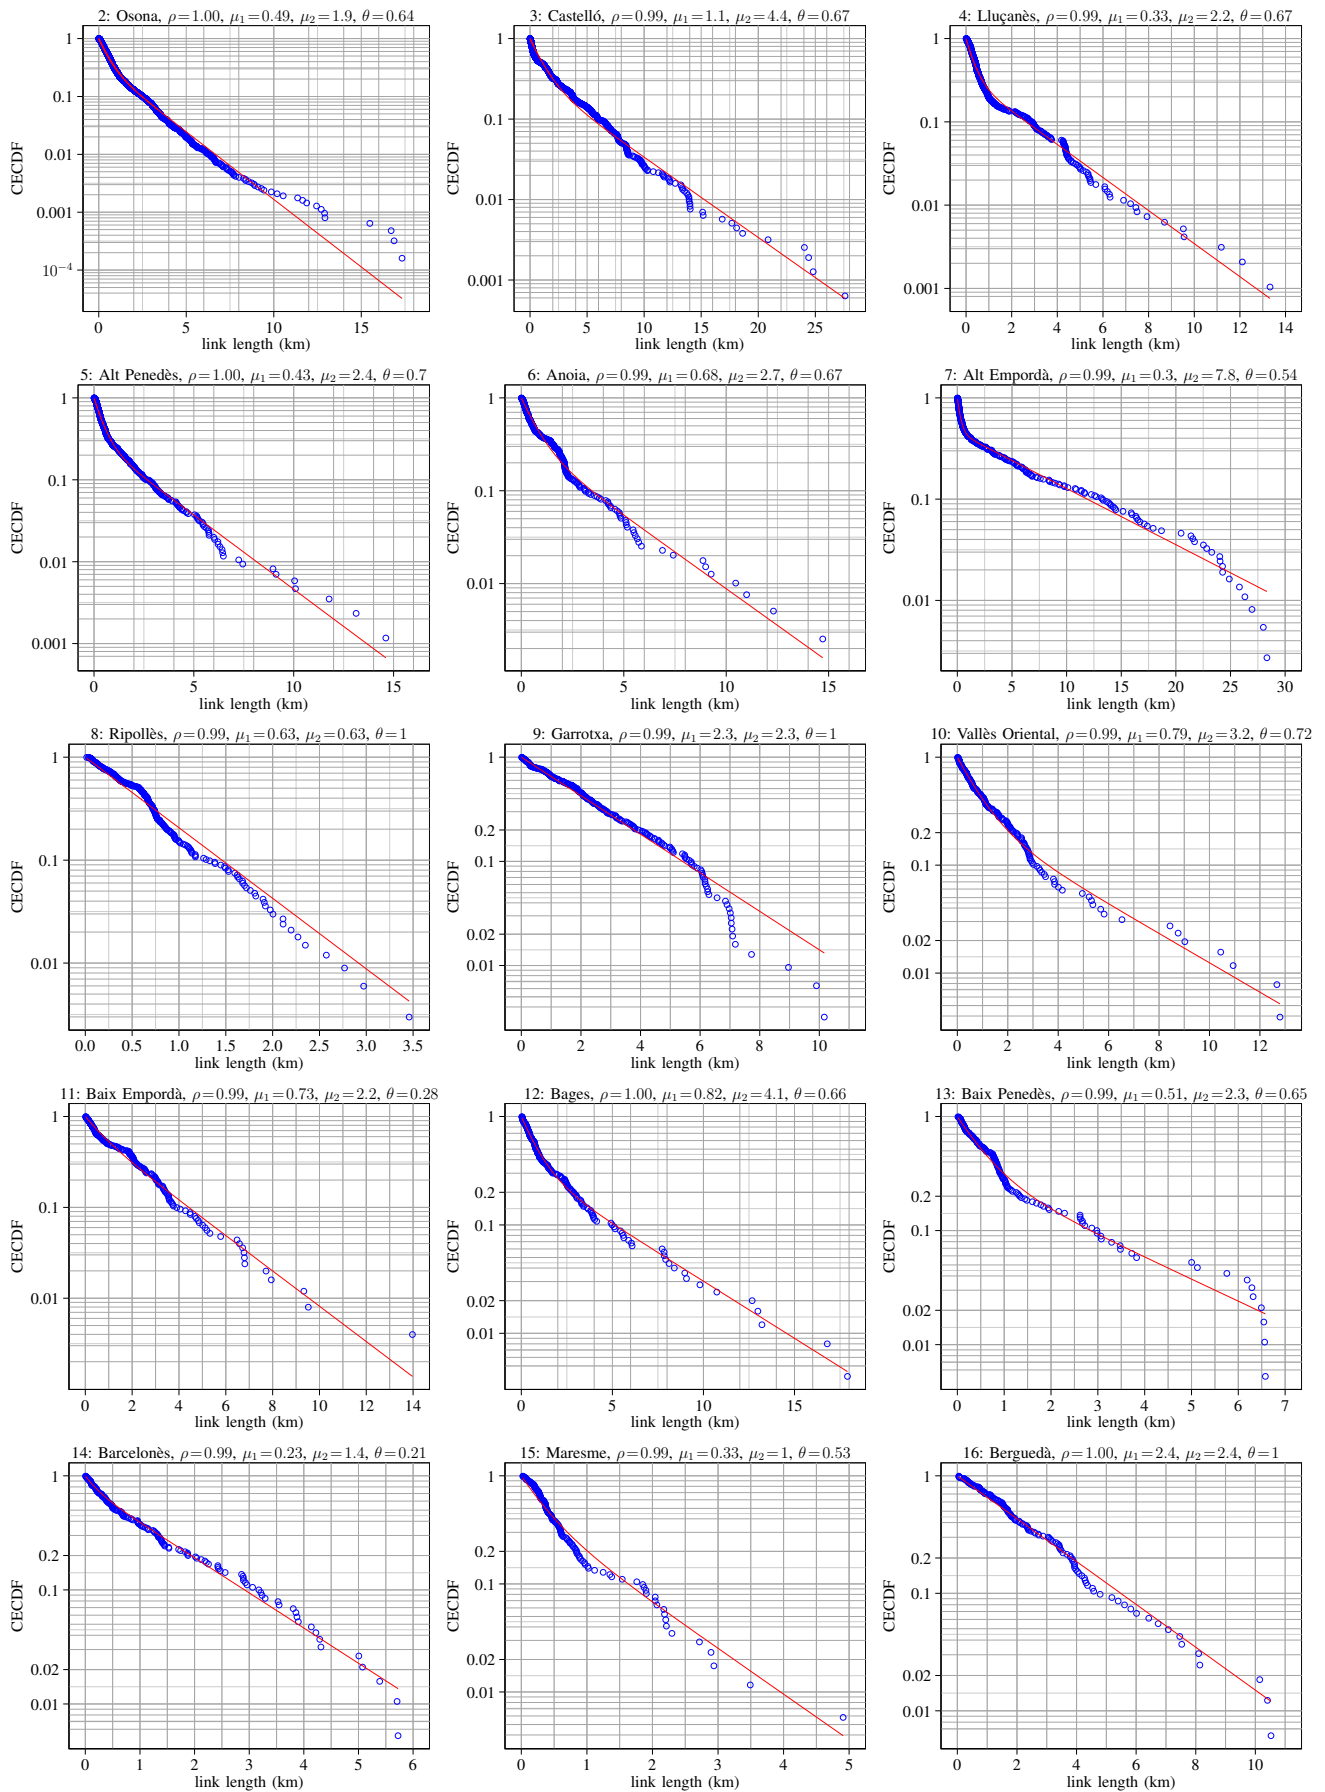 2: Osona, ρ=1.00, μ₁=0.49, μ₂=1.9, θ=0.64
1
0.1
0.01
0.001
10⁻⁴
CECDF
0 5 10 15
link length (km)
3: Castelló, ρ=0.99, μ₁=1.1, μ₂=4.4, θ=0.67
1
0.1
0.01
0.001
CECDF
0 5 10 15 20 25
link length (km)
4: Lluçanès, ρ=0.99, μ₁=0.33, μ₂=2.2, θ=0.67
1
0.1
0.01
0.001
CECDF
0 2 4 6 8 10 12 14
link length (km)
5: Alt Penedès, ρ=1.00, μ₁=0.43, μ₂=2.4, θ=0.7
1
0.1
0.01
0.001
CECDF
0 5 10 15
link length (km)
6: Anoia, ρ=0.99, μ₁=0.68, μ₂=2.7, θ=0.67
1
0.1
0.01
CECDF
0 5 10 15
link length (km)
7: Alt Empordà, ρ=0.99, μ₁=0.3, μ₂=7.8, θ=0.54
1
0.1
0.01
CECDF
0 5 10 15 20 25 30
link length (km)
8: Ripollès, ρ=0.99, μ₁=0.63, μ₂=0.63, θ=1
1
0.1
0.01
CECDF
0.0 0.5 1.0 1.5 2.0 2.5 3.0 3.5
link length (km)
9: Garrotxa, ρ=0.99, μ₁=2.3, μ₂=2.3, θ=1
1
0.2
0.1
0.02
0.01
CECDF
0 2 4 6 8 10
link length (km)
10: Vallès Oriental, ρ=0.99, μ₁=0.79, μ₂=3.2, θ=0.72
1
0.2
0.1
0.02
0.01
CECDF
0 2 4 6 8 10 12
link length (km)
11: Baix Empordà, ρ=0.99, μ₁=0.73, μ₂=2.2, θ=0.28
1
0.1
0.01
CECDF
0 2 4 6 8 10 12 14
link length (km)
12: Bages, ρ=1.00, μ₁=0.82, μ₂=4.1, θ=0.66
1
0.2
0.1
0.02
0.01
CECDF
0 5 10 15
link length (km)
13: Baix Penedès, ρ=0.99, μ₁=0.51, μ₂=2.3, θ=0.65
1
0.2
0.1
0.02
0.01
CECDF
0 1 2 3 4 5 6 7
link length (km)
14: Barcelonès, ρ=0.99, μ₁=0.23, μ₂=1.4, θ=0.21
1
0.2
0.1
0.02
0.01
CECDF
0 1 2 3 4 5 6
link length (km)
15: Maresme, ρ=0.99, μ₁=0.33, μ₂=1, θ=0.53
1
0.2
0.1
0.02
0.01
CECDF
0 1 2 3 4 5
link length (km)
16: Berguedà, ρ=1.00, μ₁=2.4, μ₂=2.4, θ=1
1
0.2
0.1
0.02
0.01
CECDF
0 2 4 6 8 10
link length (km)